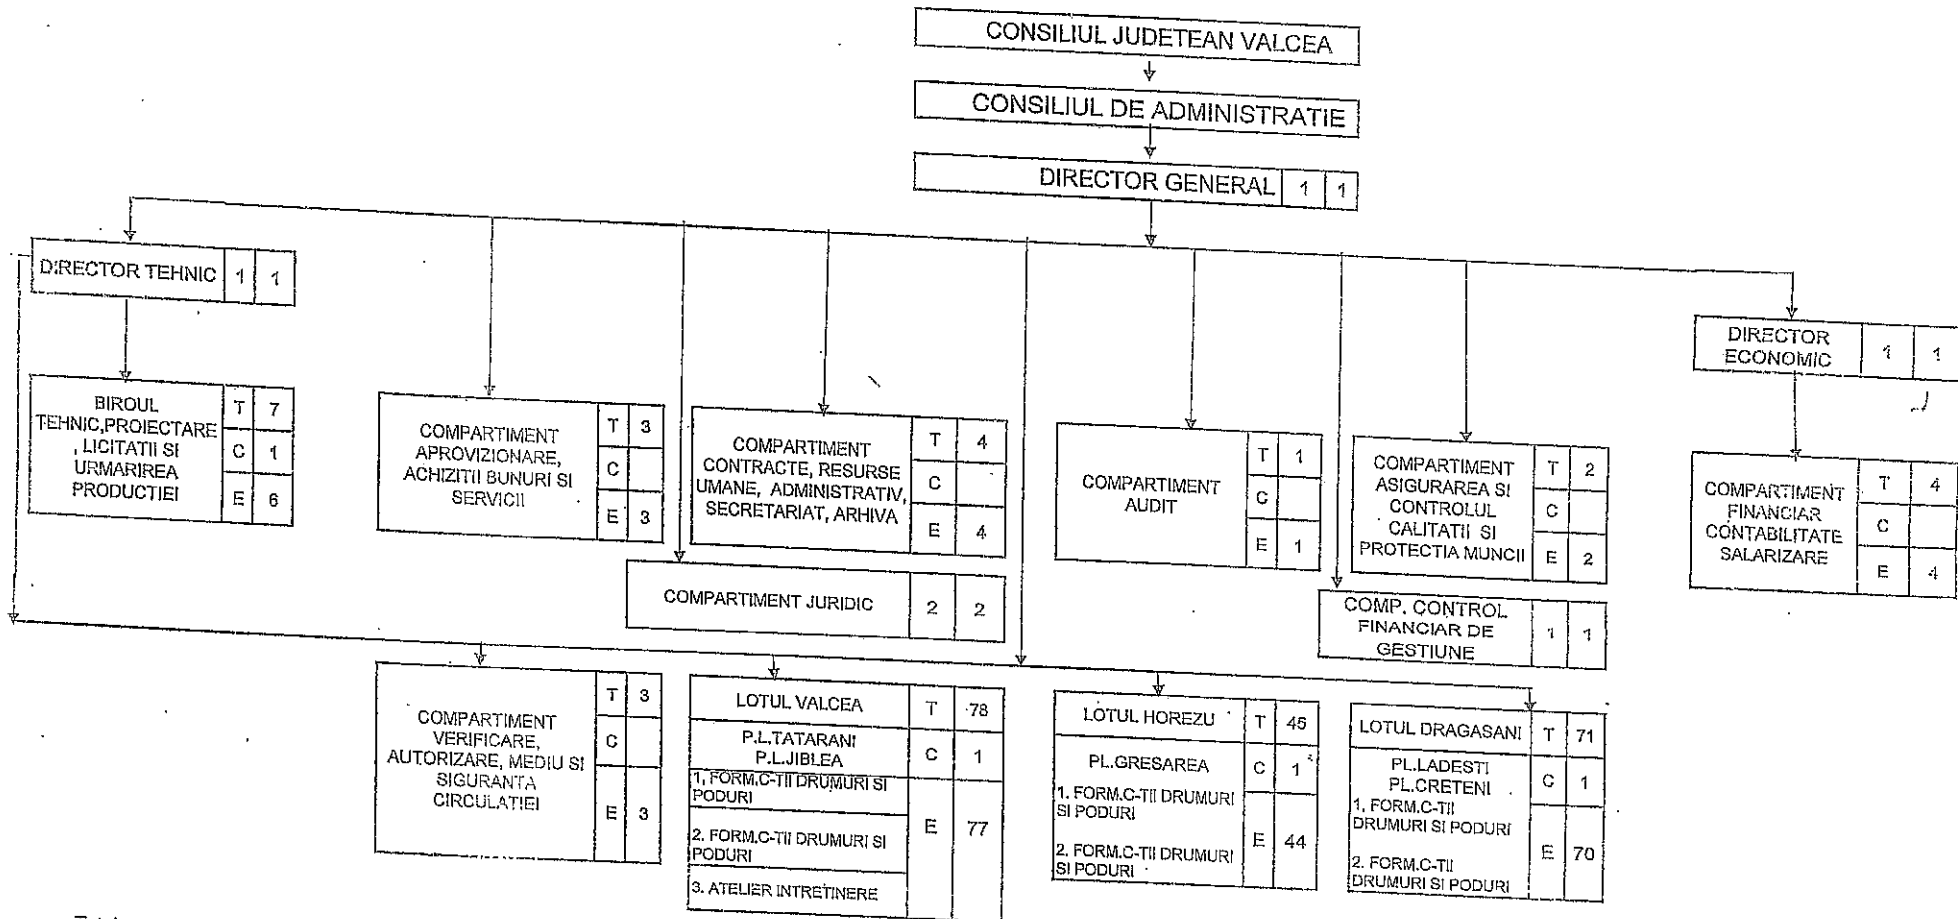 CONSILIUL JUDETEAN VALCEA
CONSILIUL DE ADMINISTRATIE
DIRECTOR GENERAL 1 1
DIRECTOR TEHNIC 1 1
DIRECTOR
ECONOMIC
1 1
BIROUL
TEHNIC,PROIECTARE
, LICITATII SI
URMARIREA
PRODUCTIEI
T 7
C 1
E 6
COMPARTIMENT
APROVIZIONARE,
ACHIZITII BUNURI SI
SERVICII
T 3
C
E 3
COMPARTIMENT
CONTRACTE, RESURSE
UMANE, ADMINISTRATIV,
SECRETARIAT, ARHIVA
T 4
C
E 4
COMPARTIMENT
AUDIT
T 1
C
E 1
COMPARTIMENT
ASIGURAREA SI
CONTROLUL
CALITATII SI
PROTECTIA MUNCII
T 2
C
E 2
COMPARTIMENT
FINANCIAR
CONTABILITATE
SALARIZARE
T 4
C
E 4
COMPARTIMENT JURIDIC 2 2
COMP. CONTROL
FINANCIAR DE
GESTIUNE
1 1
COMPARTIMENT
VERIFICARE,
AUTORIZARE, MEDIU SI
SIGURANTA
CIRCULATIEI
T 3
C
E 3
LOTUL VALCEA T 78
P.L.TATARANI
P.L.JIBLEA
C 1
1, FORM.C-TII DRUMURI SI
PODURI
2. FORM.C-TII DRUMURI SI
PODURI
3. ATELIER INTRETINERE
E 77
LOTUL HOREZU T 45
PL.GRESAREA C 1
1. FORM.C-TII DRUMURI
SI PODURI
2. FORM.C-TII DRUMURI
SI PODURI
E 44
LOTUL DRAGASANI T 71
PL.LADESTI
PL.CRETENI
C 1
1, FORM.C-TII
DRUMURI SI PODURI
2. FORM.C-TII
DRUMURI SI PODURI
E 70